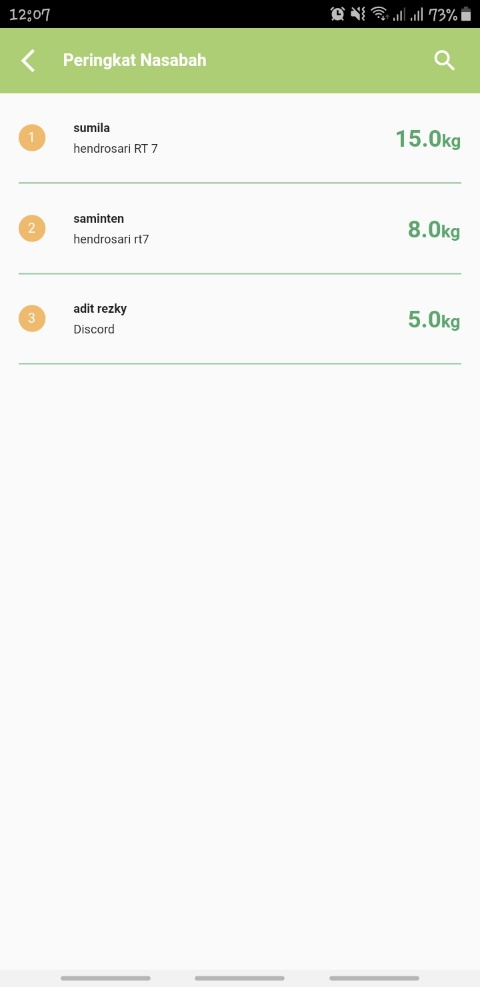 12:07
73%
Peringkat Nasabah
1
sumila
hendrosari RT 7
15.0kg
2
saminten
hendrosari rt7
8.0kg
3
adit rezky
Discord
5.0kg